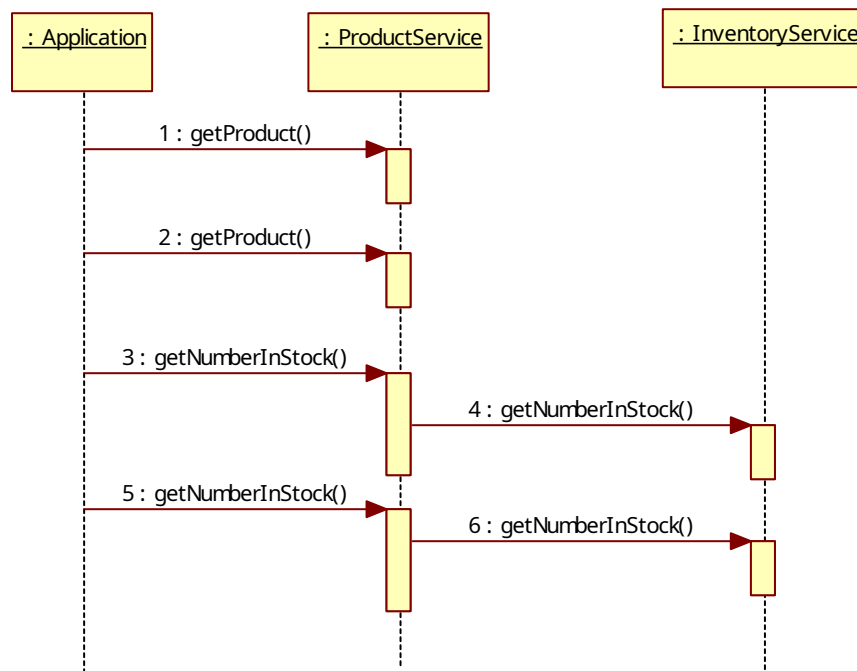 : Application
: ProductService
: InventoryService
1 : getProduct()
2 : getProduct()
3 : getNumberInStock()
4 : getNumberInStock()
5 : getNumberInStock()
6 : getNumberInStock()